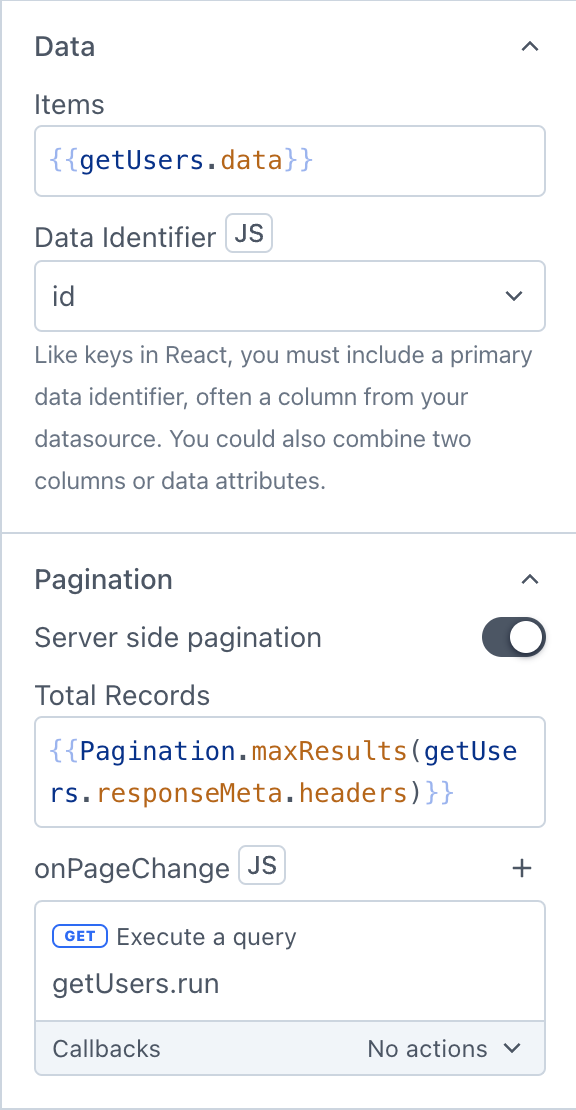 Data
Items
{{getUsers.data}}
Data Identifier JS
id
Like keys in React, you must include a primary
data identifier, often a column from your
datasource. You could also combine two
columns or data attributes.
Pagination
Server side pagination
Total Records
{{Pagination.maxResults(getUse
rs.responseMeta.headers)}}
onPageChange JS +
GET Execute a query
getUsers.run
Callbacks No actions